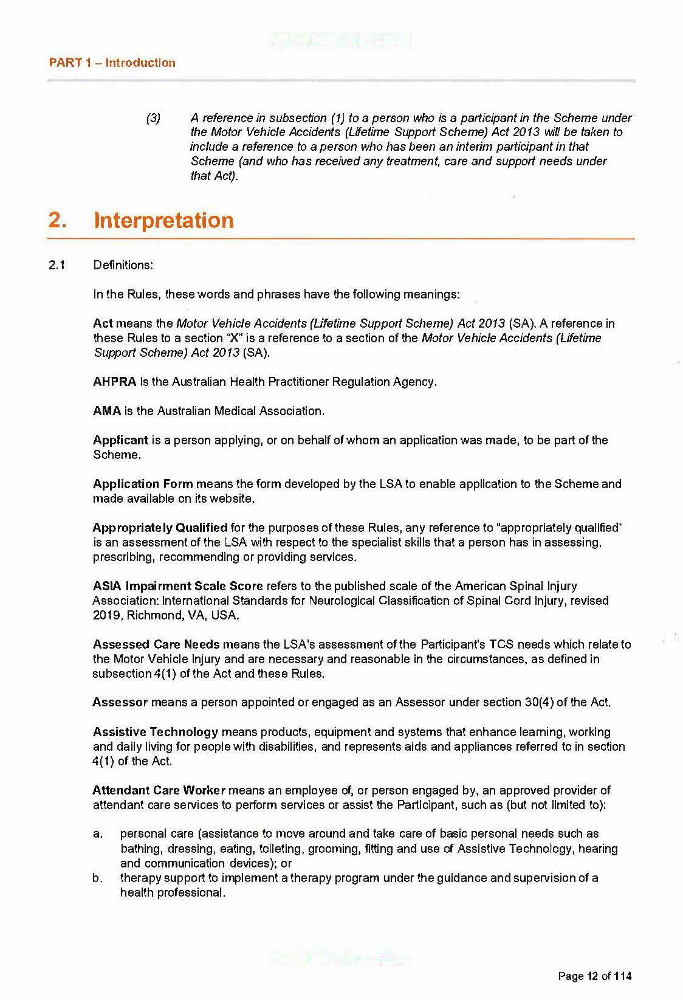 PART 1 – Introduction
(3) A reference in subsection (1) to a person who is a participant in the Scheme under
the Motor Vehicle Accidents (Lifetime Support Scheme) Act 2013 will be taken to
include a reference to a person who has been an interim participant in that
Scheme (and who has received any treatment, care and support needs under
that Act).
2. Interpretation
2.1 Definitions:
In the Rules, these words and phrases have the following meanings:
Act means the Motor Vehicle Accidents (Lifetime Support Scheme) Act 2013 (SA). A reference in
these Rules to a section "X" is a reference to a section of the Motor Vehicle Accidents (Lifetime
Support Scheme) Act 2013 (SA).
AHPRA is the Australian Health Practitioner Regulation Agency.
AMA is the Australian Medical Association.
Applicant is a person applying, or on behalf of whom an application was made, to be part of the
Scheme.
Application Form means the form developed by the LSA to enable application to the Scheme and
made available on its website.
Appropriately Qualified for the purposes of these Rules, any reference to "appropriately qualified"
is an assessment of the LSA with respect to the specialist skills that a person has in assessing,
prescribing, recommending or providing services.
ASIA Impairment Scale Score refers to the published scale of the American Spinal Injury
Association: International Standards for Neurological Classification of Spinal Cord Injury, revised
2019, Richmond, VA, USA.
Assessed Care Needs means the LSA's assessment of the Participant's TCS needs which relate to
the Motor Vehicle Injury and are necessary and reasonable in the circumstances, as defined in
subsection 4(1) of the Act and these Rules.
Assessor means a person appointed or engaged as an Assessor under section 30(4) of the Act.
Assistive Technology means products, equipment and systems that enhance learning, working
and daily living for people with disabilities, and represents aids and appliances referred to in section
4(1) of the Act.
Attendant Care Worker means an employee of, or person engaged by, an approved provider of
attendant care services to perform services or assist the Participant, such as (but not limited to):
a. personal care (assistance to move around and take care of basic personal needs such as
bathing, dressing, eating, toileting, grooming, fitting and use of Assistive Technology, hearing
and communication devices); or
b. therapy support to implement a therapy program under the guidance and supervision of a
health professional.
Page 12 of 114